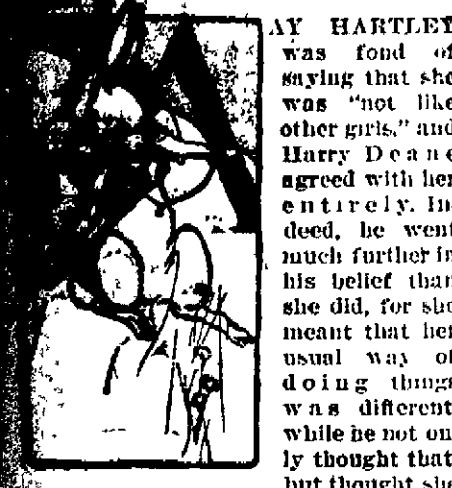 AY HARTLEY
was fond of
saying that she
was "not like
other girls," and
Harry Deane
agreed with her
entirely. In
deed, he went
much further in
his belief than
she did, for she
meant that her
usual way of
doing things
was different
while he not on
ly thought that
but thought she